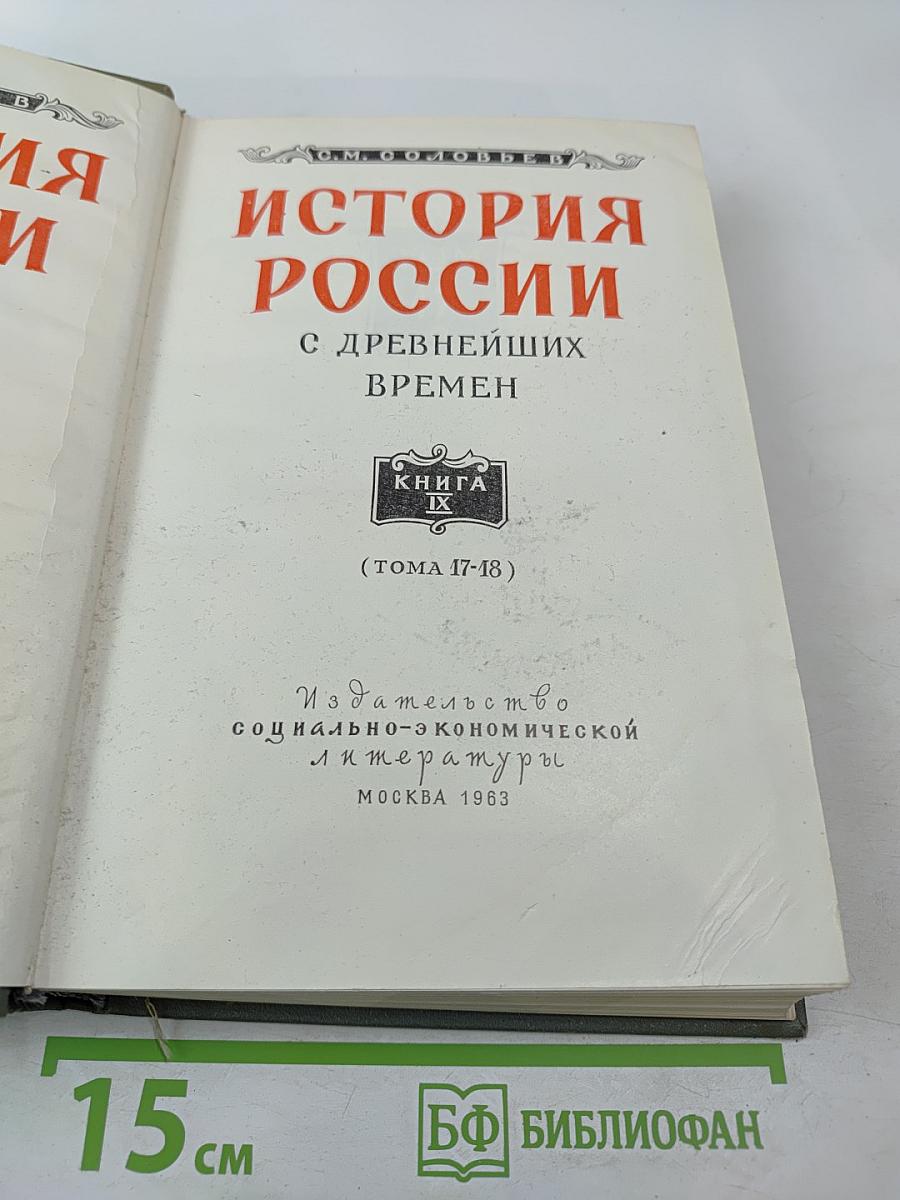 В
ИЯ
И
С.М. СОЛОВЬЕВ
ИСТОРИЯ
РОССИИ
С ДРЕВНЕЙШИХ
ВРЕМЕН
КНИГА
IX
(ТОМА 17-18)
Издательство
СОЦИАЛЬНО-ЭКОНОМИЧЕСКОЙ
литературы
МОСКВА 1963
15 см
БФ БИБЛИОФАН